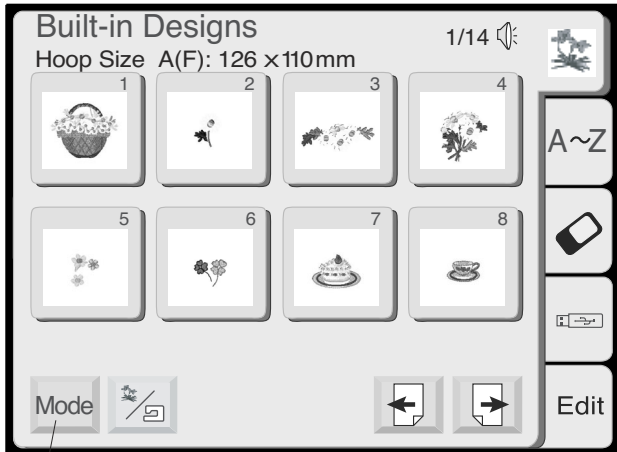 Built-in Designs
1/14
Hoop Size A(F): 126 ×110mm
1 2 3 4
A~Z
5 6 7 8
Mode
Edit